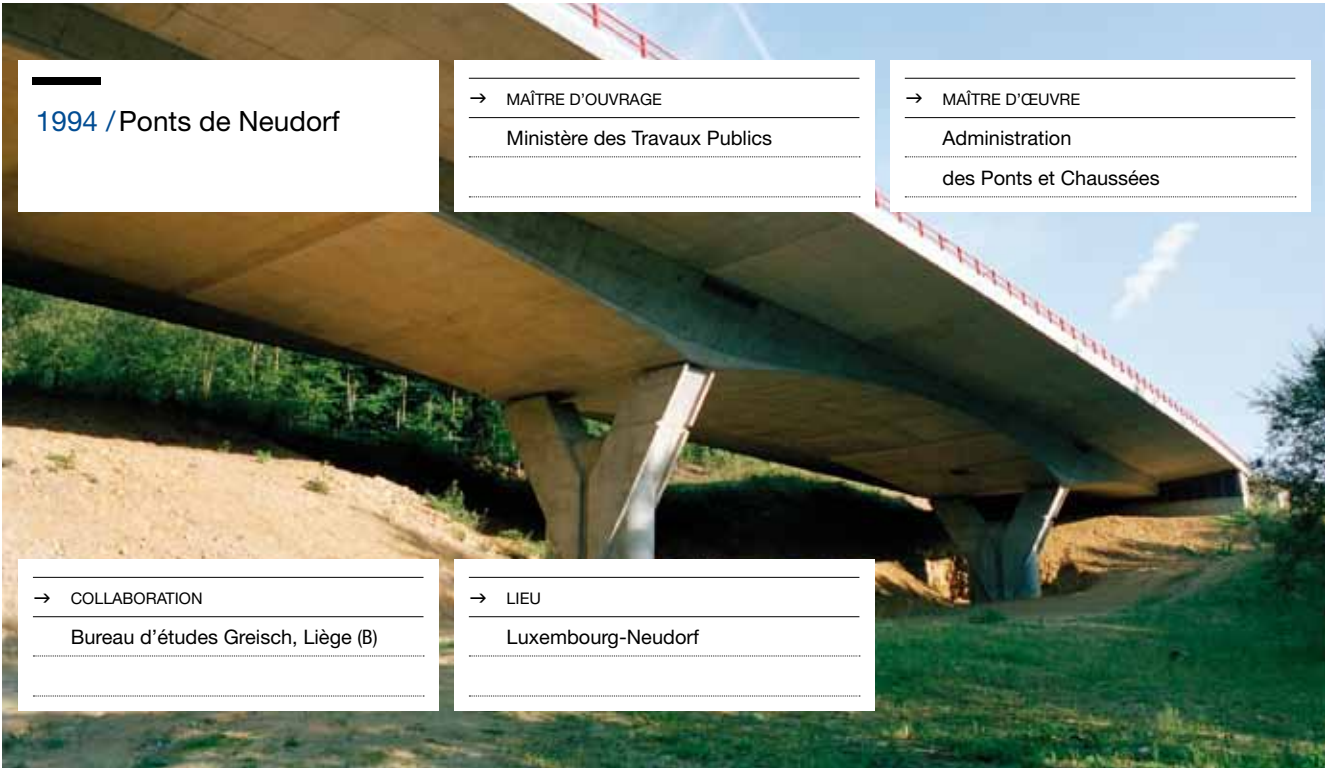 1994 / Ponts de Neudorf
→ MAÎTRE D'OUVRAGE
Ministère des Travaux Publics
→ MAÎTRE D'ŒUVRE
Administration
des Ponts et Chaussées
→ COLLABORATION
Bureau d'études Greisch, Liège (B)
→ LIEU
Luxembourg-Neudorf